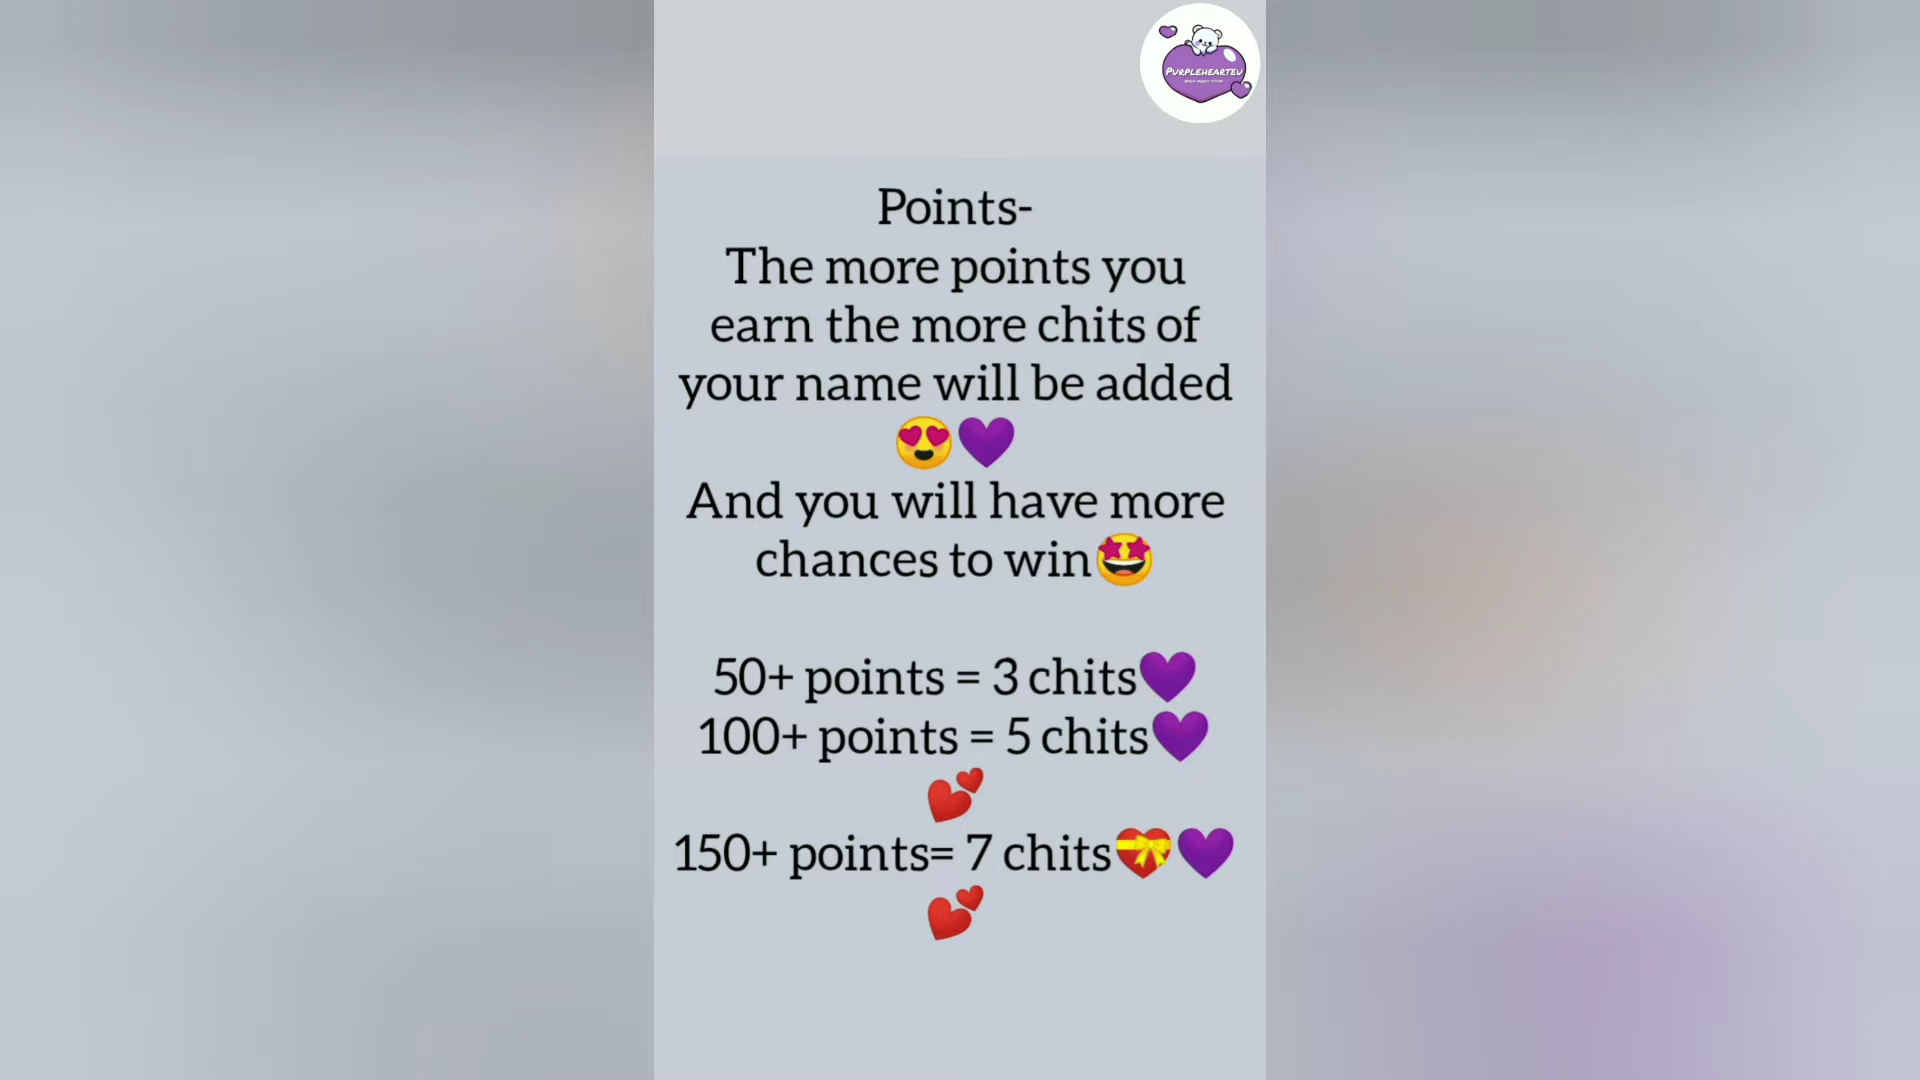 PURPLEHEARTEU
Points-
The more points you
earn the more chits of
your name will be added
😍💜
And you will have more
chances to win🤩
50+ points = 3 chits💜
100+ points = 5 chits💜
💕
150+ points= 7 chits💝💜
💕